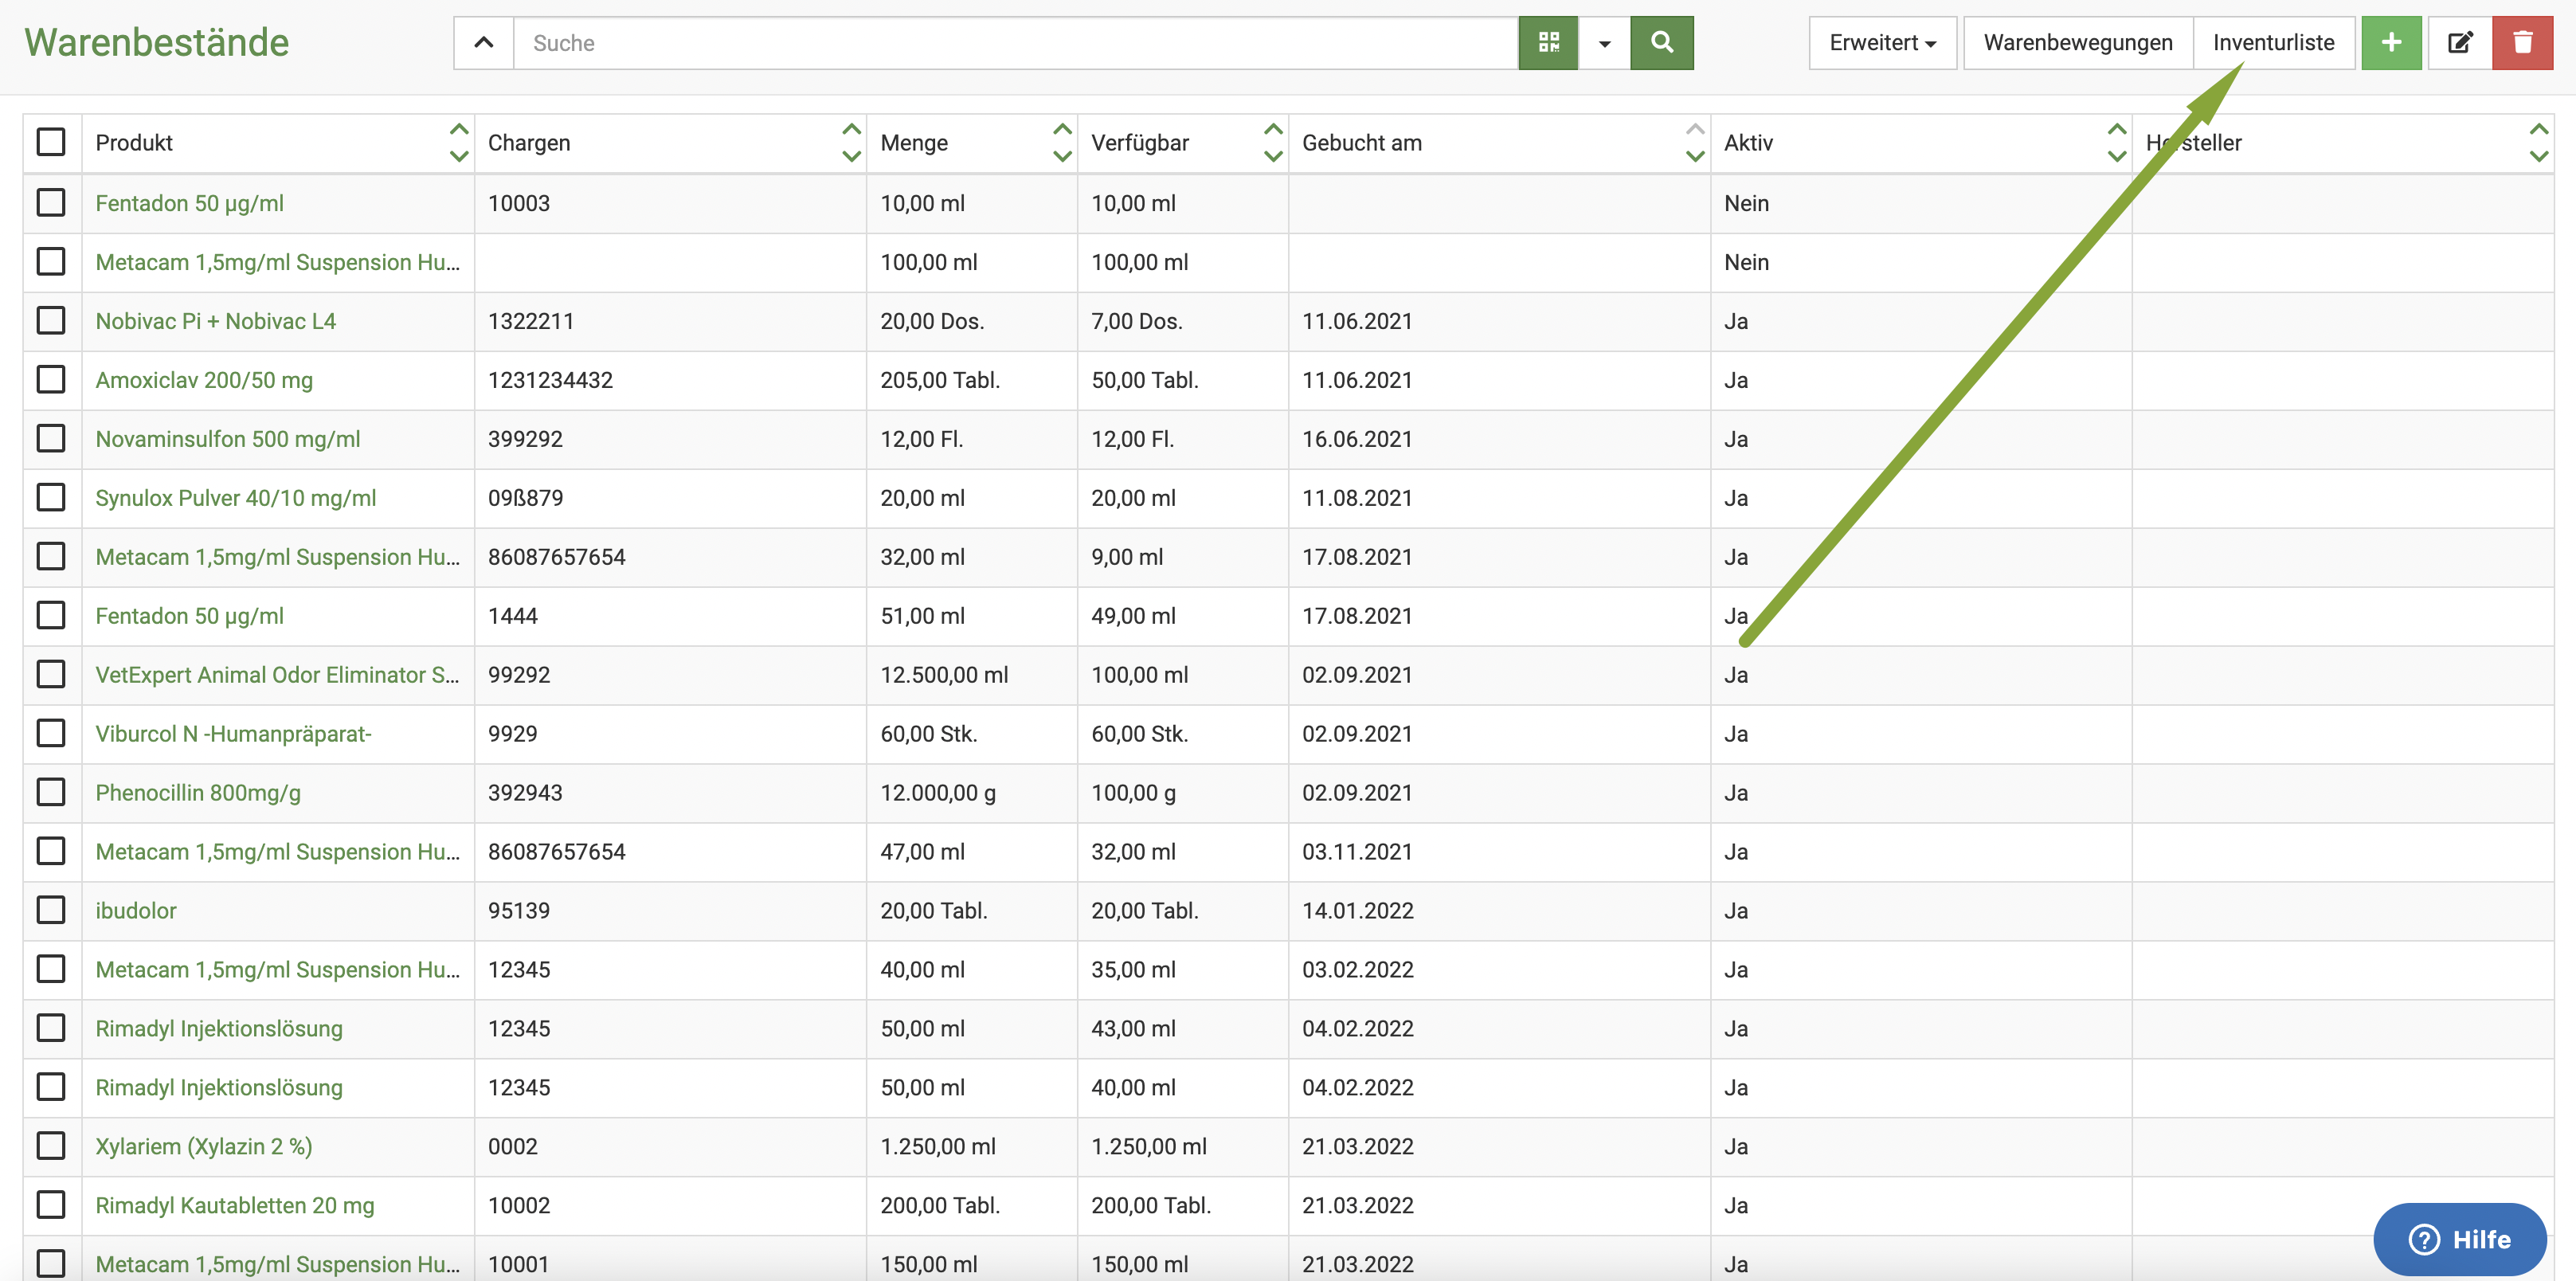 Warenbestände
Suche
Erweitert Warenbewegungen Inventurliste
Produkt Chargen Menge Verfügbar Gebucht am Aktiv Hersteller
Fentadon 50 µg/ml 10003 10,00 ml 10,00 ml Nein
Metacam 1,5mg/ml Suspension Hu... 100,00 ml 100,00 ml Nein
Nobivac Pi + Nobivac L4 1322211 20,00 Dos. 7,00 Dos. 11.06.2021 Ja
Amoxiclav 200/50 mg 1231234432 205,00 Tabl. 50,00 Tabl. 11.06.2021 Ja
Novaminsulfon 500 mg/ml 399292 12,00 Fl. 12,00 Fl. 16.06.2021 Ja
Synulox Pulver 40/10 mg/ml 09ß879 20,00 ml 20,00 ml 11.08.2021 Ja
Metacam 1,5mg/ml Suspension Hu... 86087657654 32,00 ml 9,00 ml 17.08.2021 Ja
Fentadon 50 µg/ml 1444 51,00 ml 49,00 ml 17.08.2021 Ja
VetExpert Animal Odor Eliminator S... 99292 12.500,00 ml 100,00 ml 02.09.2021 Ja
Viburcol N -Humanpräparat- 9929 60,00 Stk. 60,00 Stk. 02.09.2021 Ja
Phenocillin 800mg/g 392943 12.000,00 g 100,00 g 02.09.2021 Ja
Metacam 1,5mg/ml Suspension Hu... 86087657654 47,00 ml 32,00 ml 03.11.2021 Ja
ibudolor 95139 20,00 Tabl. 20,00 Tabl. 14.01.2022 Ja
Metacam 1,5mg/ml Suspension Hu... 12345 40,00 ml 35,00 ml 03.02.2022 Ja
Rimadyl Injektionslösung 12345 50,00 ml 43,00 ml 04.02.2022 Ja
Rimadyl Injektionslösung 12345 50,00 ml 40,00 ml 04.02.2022 Ja
Xylariem (Xylazin 2 %) 0002 1.250,00 ml 1.250,00 ml 21.03.2022 Ja
Rimadyl Kautabletten 20 mg 10002 200,00 Tabl. 200,00 Tabl. 21.03.2022 Ja
Metacam 1,5mg/ml Suspension Hu... 10001 150,00 ml 150,00 ml 21.03.2022 Ja
Hilfe